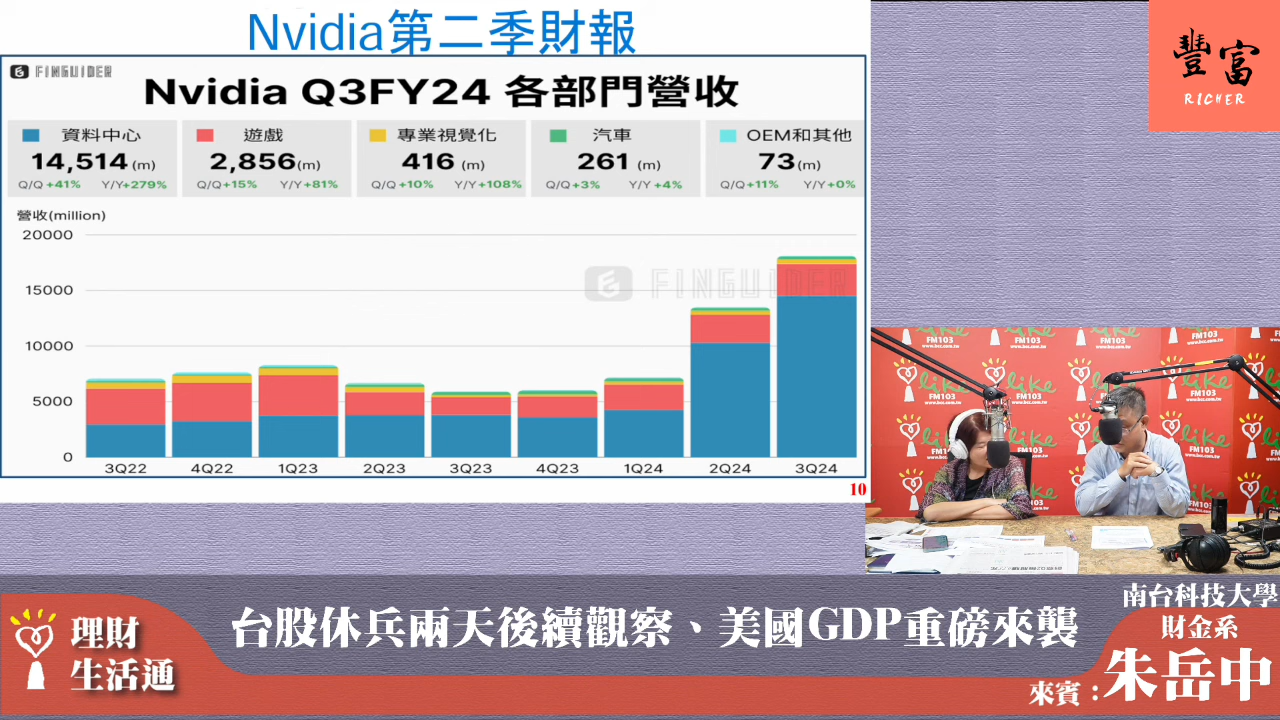 Nvidia第二季財報
FINGUIDER
Nvidia Q3FY24 各部門營收
資料中心
14,514(m)
Q/Q +41% Y/Y+279%
遊戲
2,856(m)
Q/Q+15% Y/Y+81%
專業視覺化
416 (m)
Q/Q +10% Y/Y+108%
汽車
261 (m)
Q/Q +3% Y/Y +4%
OEM和其他
73(m)
Q/Q +11% Y/Y+0%
營收(million)
20000
15000
10000
5000
0
FINGUIDER
3Q22 4Q22 1Q23 2Q23 3Q23 4Q23 1Q24 2Q24 3Q24
10
豐富
RICHER
like
FM103
www.bcc.com.tw
理財
生活通
台股休兵兩天後續觀察、美國GDP重磅來襲
南台科技大學
財金系
來賓：朱岳中